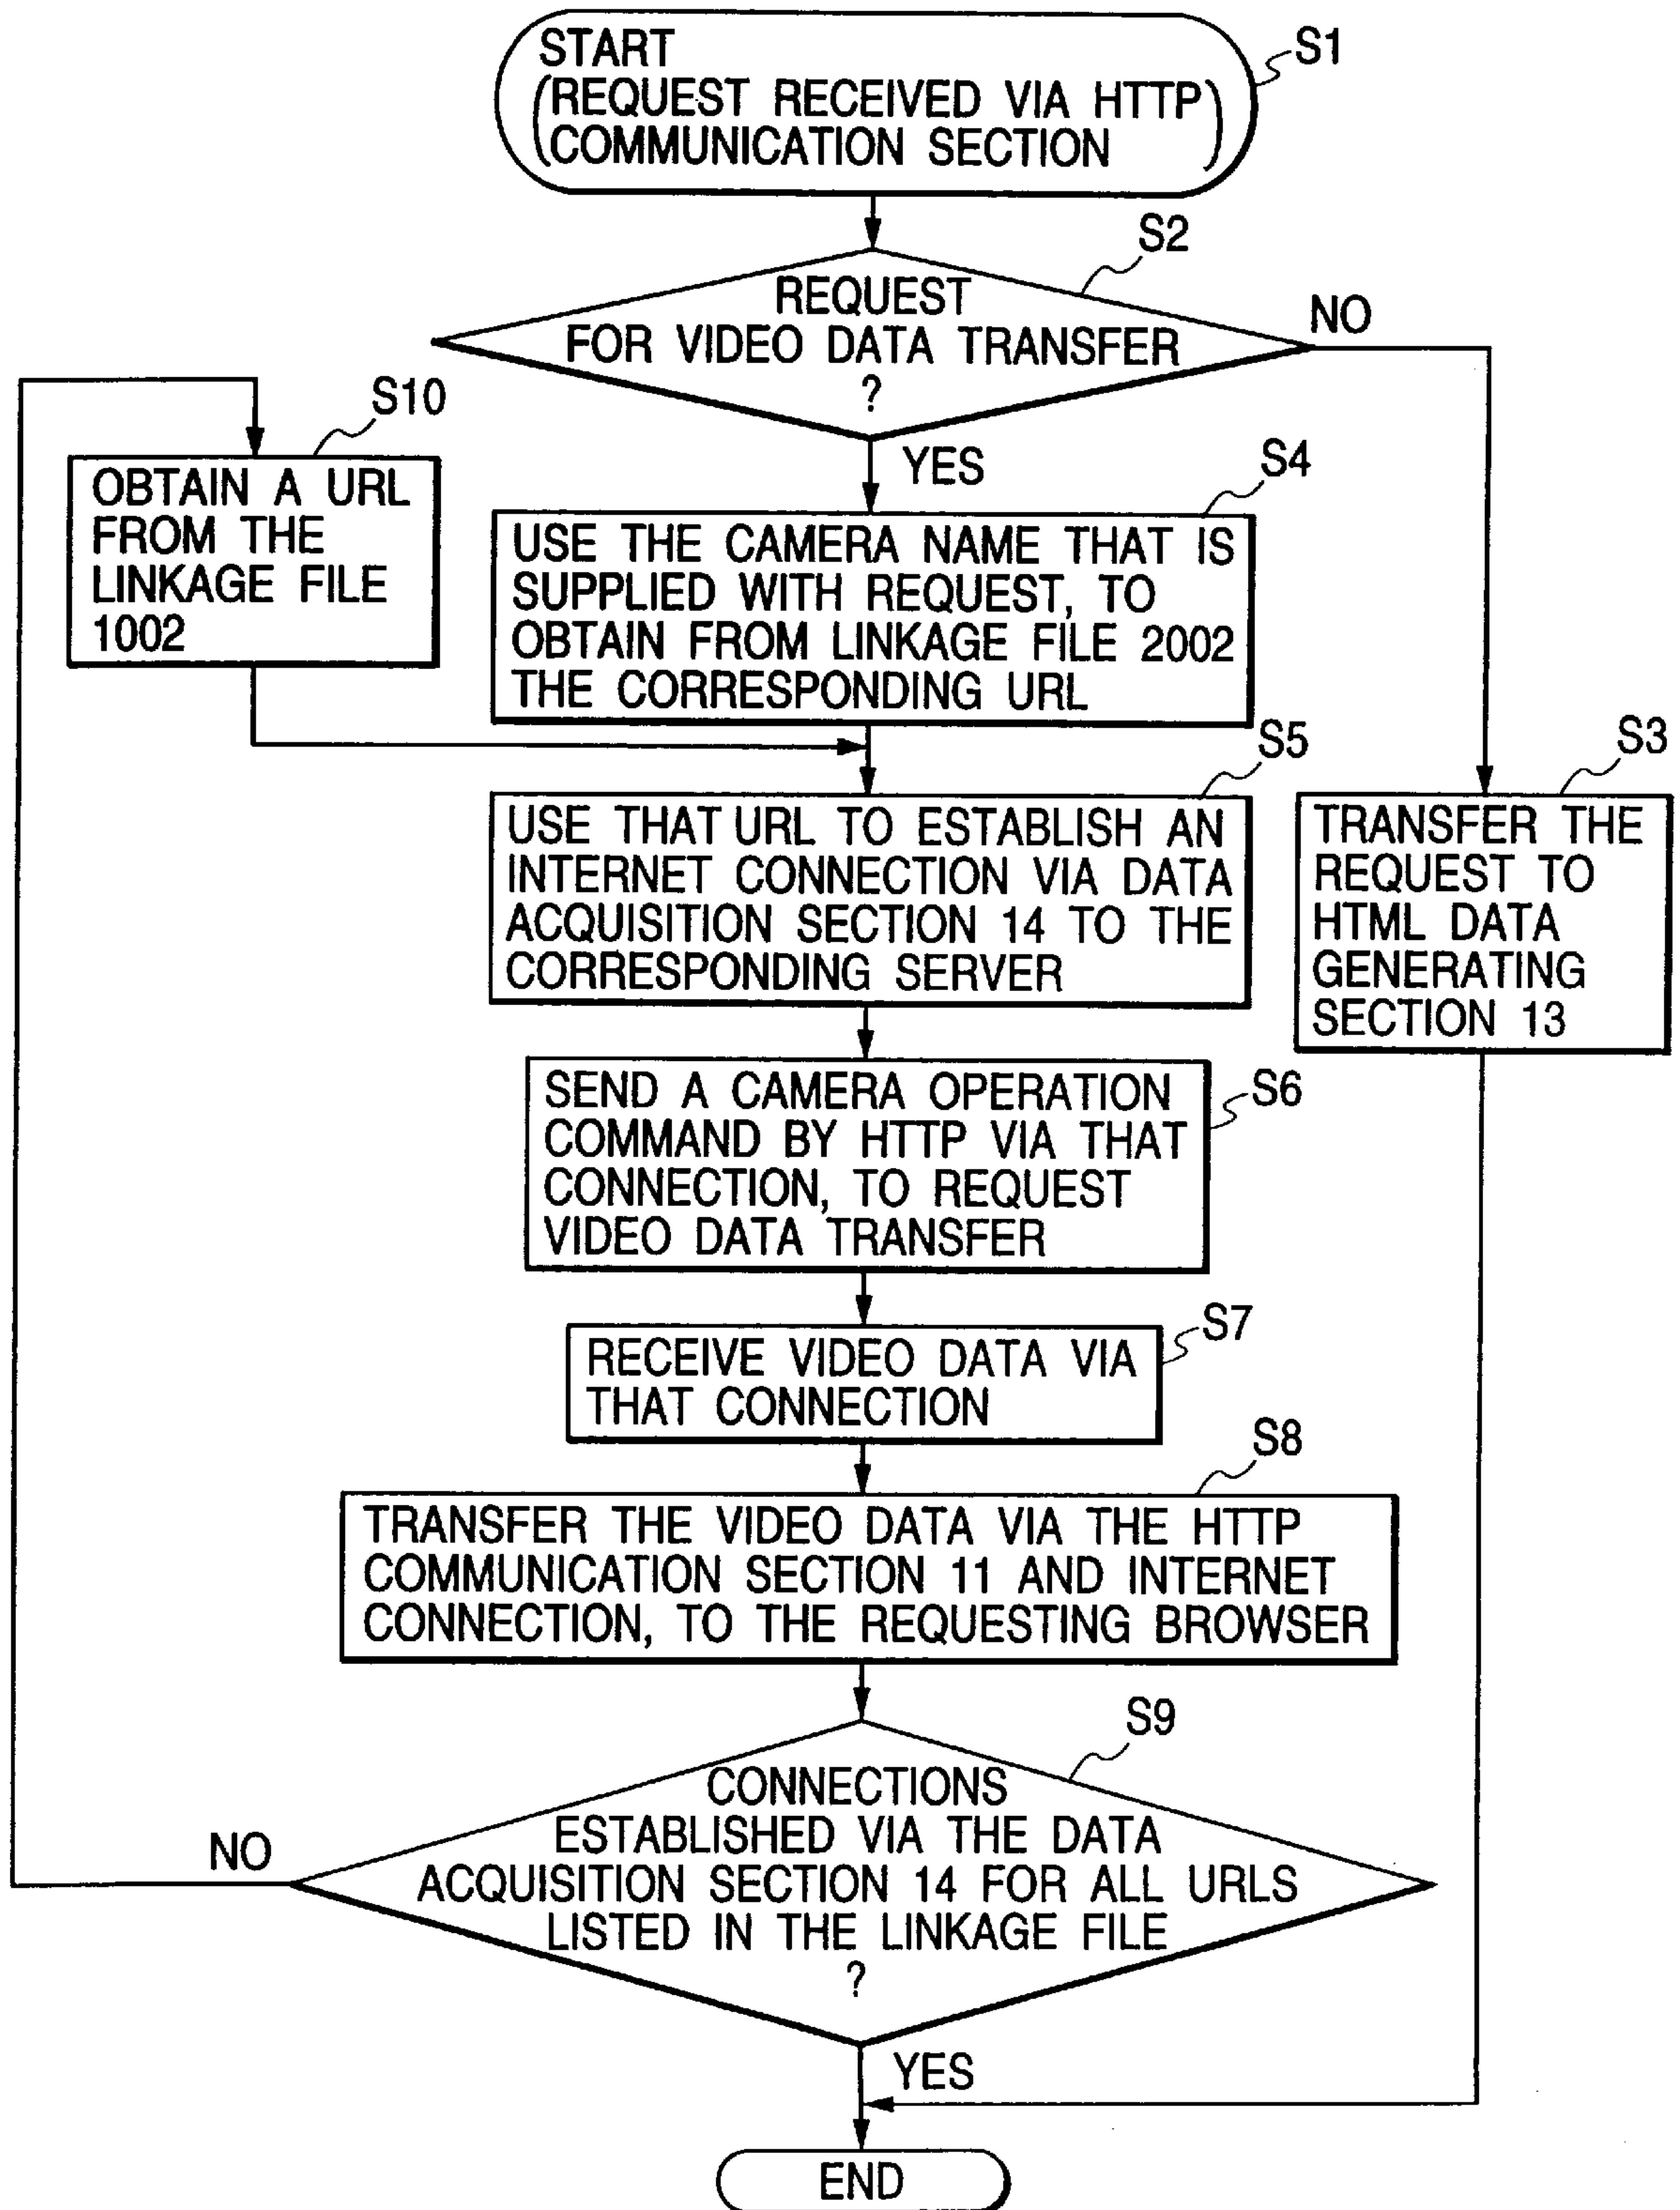 START
(REQUEST RECEIVED VIA HTTP
COMMUNICATION SECTION)
S1
S2
REQUEST
FOR VIDEO DATA TRANSFER
?
NO
YES
S10
OBTAIN A URL
FROM THE
LINKAGE FILE
1002
S4
USE THE CAMERA NAME THAT IS
SUPPLIED WITH REQUEST, TO
OBTAIN FROM LINKAGE FILE 2002
THE CORRESPONDING URL
S5
USE THAT URL TO ESTABLISH AN
INTERNET CONNECTION VIA DATA
ACQUISITION SECTION 14 TO THE
CORRESPONDING SERVER
S3
TRANSFER THE
REQUEST TO
HTML DATA
GENERATING
SECTION 13
S6
SEND A CAMERA OPERATION
COMMAND BY HTTP VIA THAT
CONNECTION, TO REQUEST
VIDEO DATA TRANSFER
S7
RECEIVE VIDEO DATA VIA
THAT CONNECTION
S8
TRANSFER THE VIDEO DATA VIA THE HTTP
COMMUNICATION SECTION 11 AND INTERNET
CONNECTION, TO THE REQUESTING BROWSER
S9
CONNECTIONS
ESTABLISHED VIA THE DATA
ACQUISITION SECTION 14 FOR ALL URLS
LISTED IN THE LINKAGE FILE
?
NO
YES
END